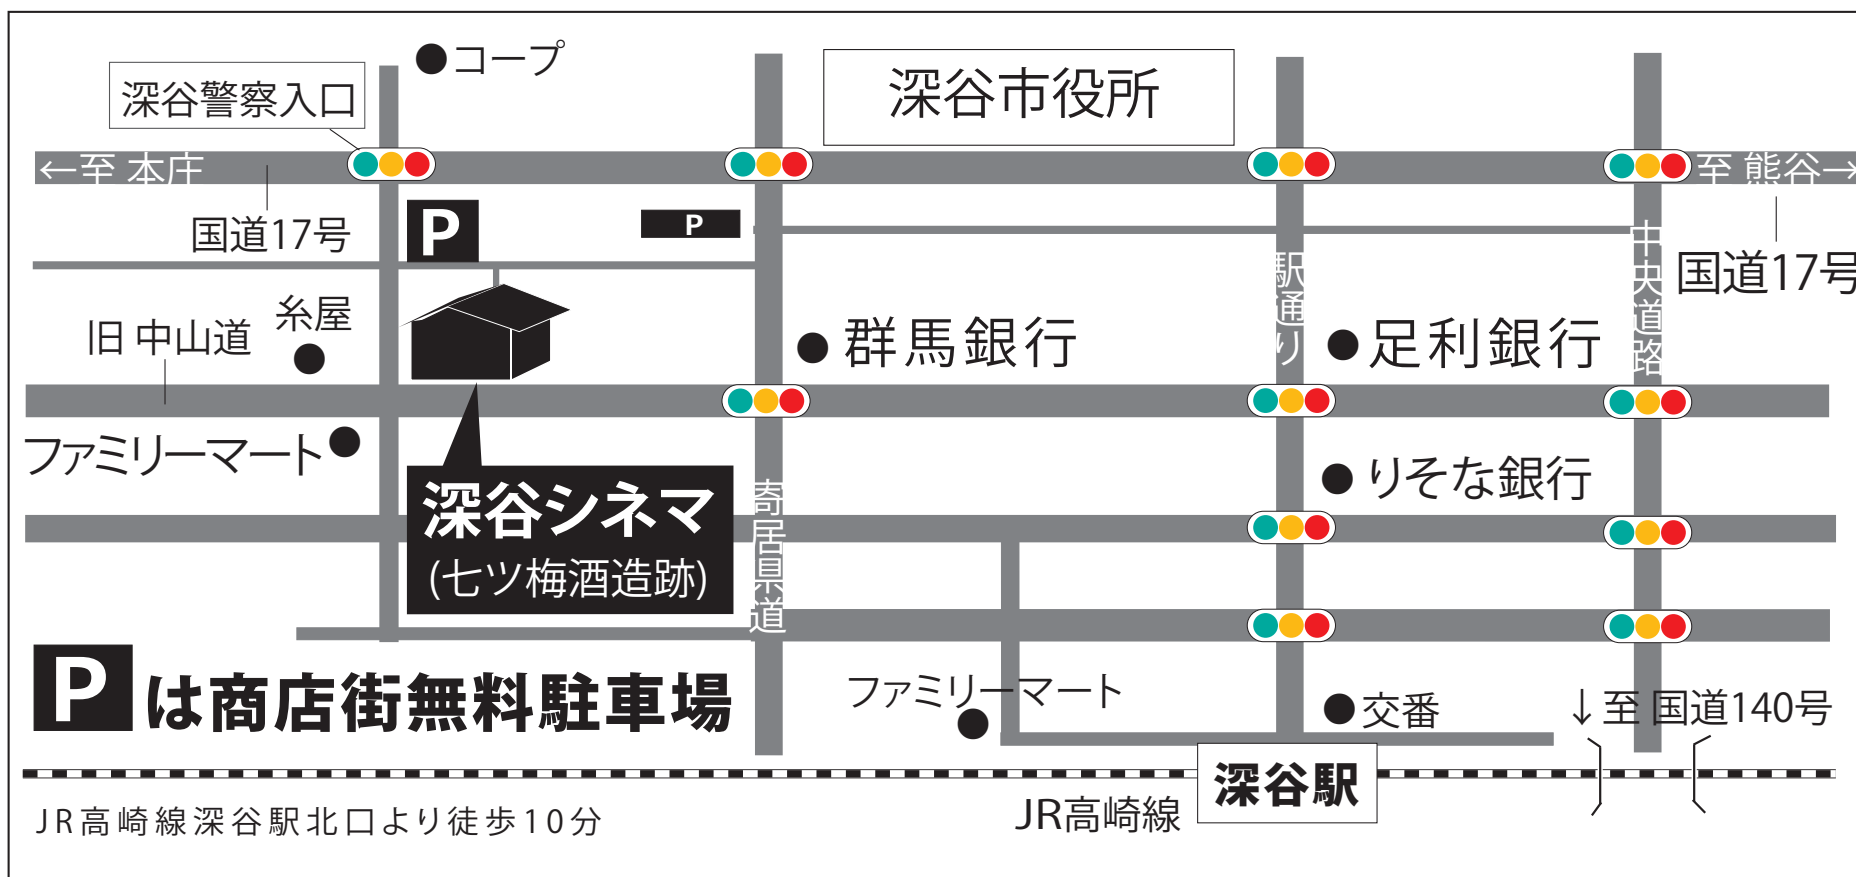 コープ
深谷警察入口
深谷市役所
←至 本庄
至 熊谷→
国道17号
P
P
中央道路
国道17号
駅通り
糸屋
旧 中山道
群馬銀行
足利銀行
ファミリーマート
りそな銀行
深谷シネマ
(七ツ梅酒造跡)
寄居県道
Pは商店街無料駐車場
ファミリーマート
交番
↓至 国道140号
深谷駅
JR高崎線
JR高崎線深谷駅北口より徒歩10分